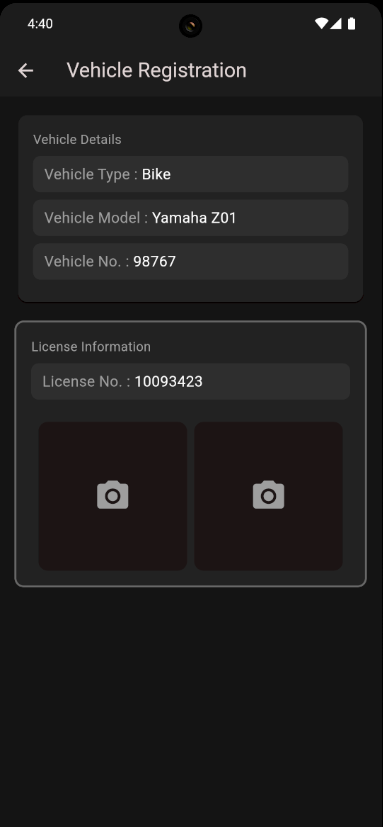 4:40
Vehicle Registration
Vehicle Details
Vehicle Type : Bike
Vehicle Model : Yamaha Z01
Vehicle No. : 98767
License Information
License No. : 10093423